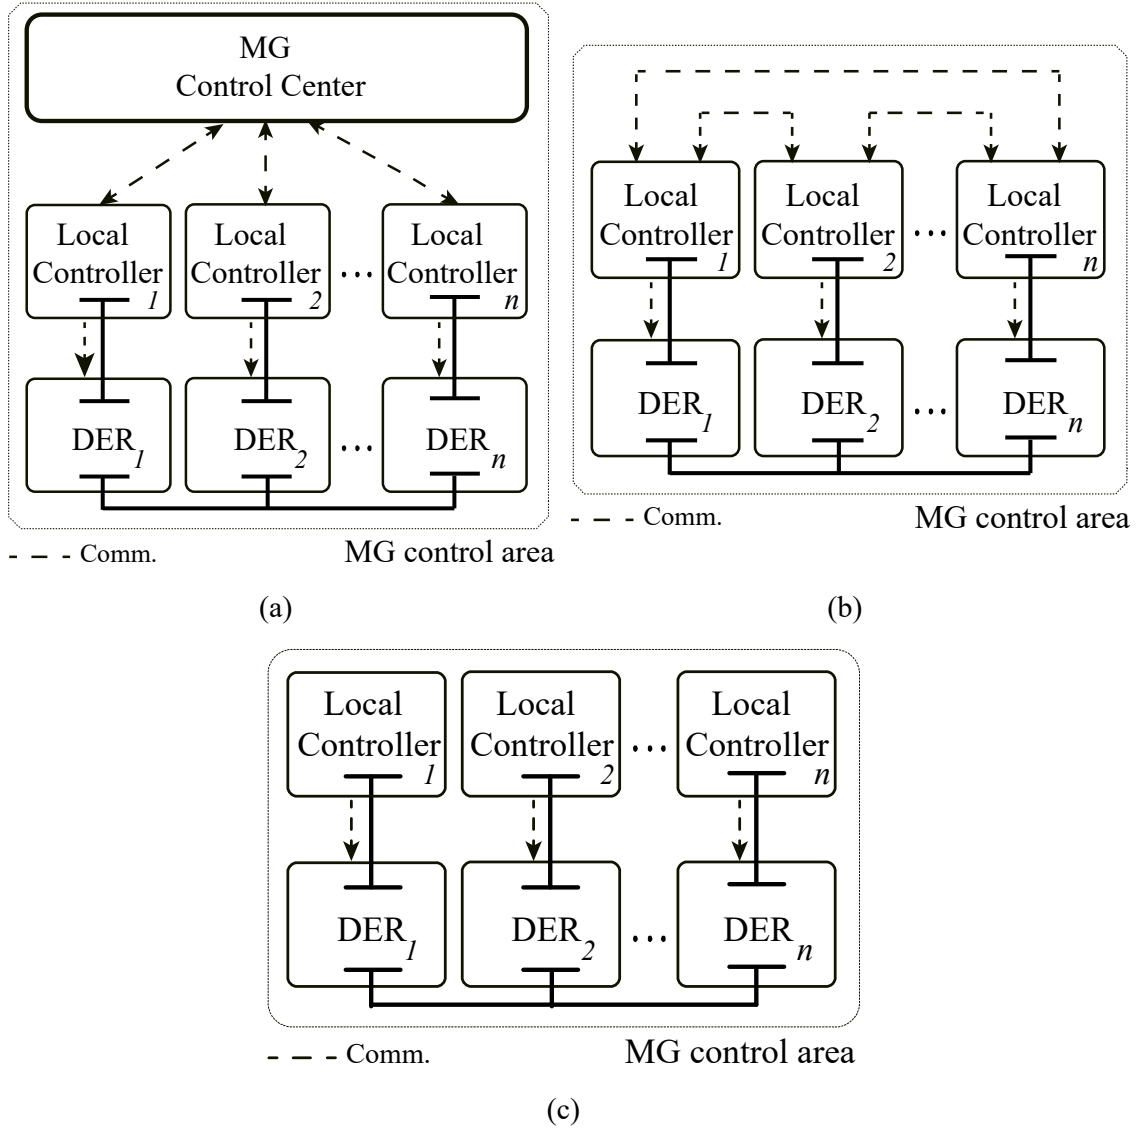 MG
Control Center
Local
Controller
1
Local
Controller
2
...
Local
Controller
n
DER1
DER2
...
DERn
Comm.
MG control area
(a)
Local
Controller
1
Local
Controller
2
...
Local
Controller
n
DER1
DER2
...
DERn
Comm.
MG control area
(b)
Local
Controller
1
Local
Controller
2
...
Local
Controller
n
DER1
DER2
...
DERn
Comm.
MG control area
(c)